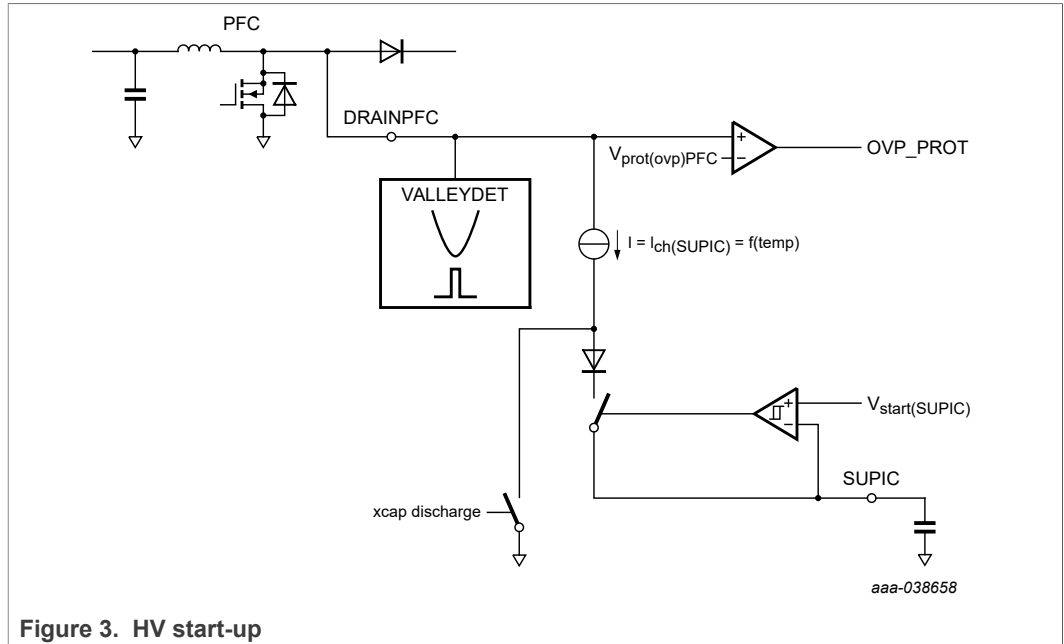 PFC
DRAINPFC
Vprot(ovp)PFC
+
−
OVP_PROT
VALLEYDET
I = Ich(SUPIC) = f(temp)
+
−
Vstart(SUPIC)
SUPIC
xcap discharge
aaa-038658
Figure 3. HV start-up